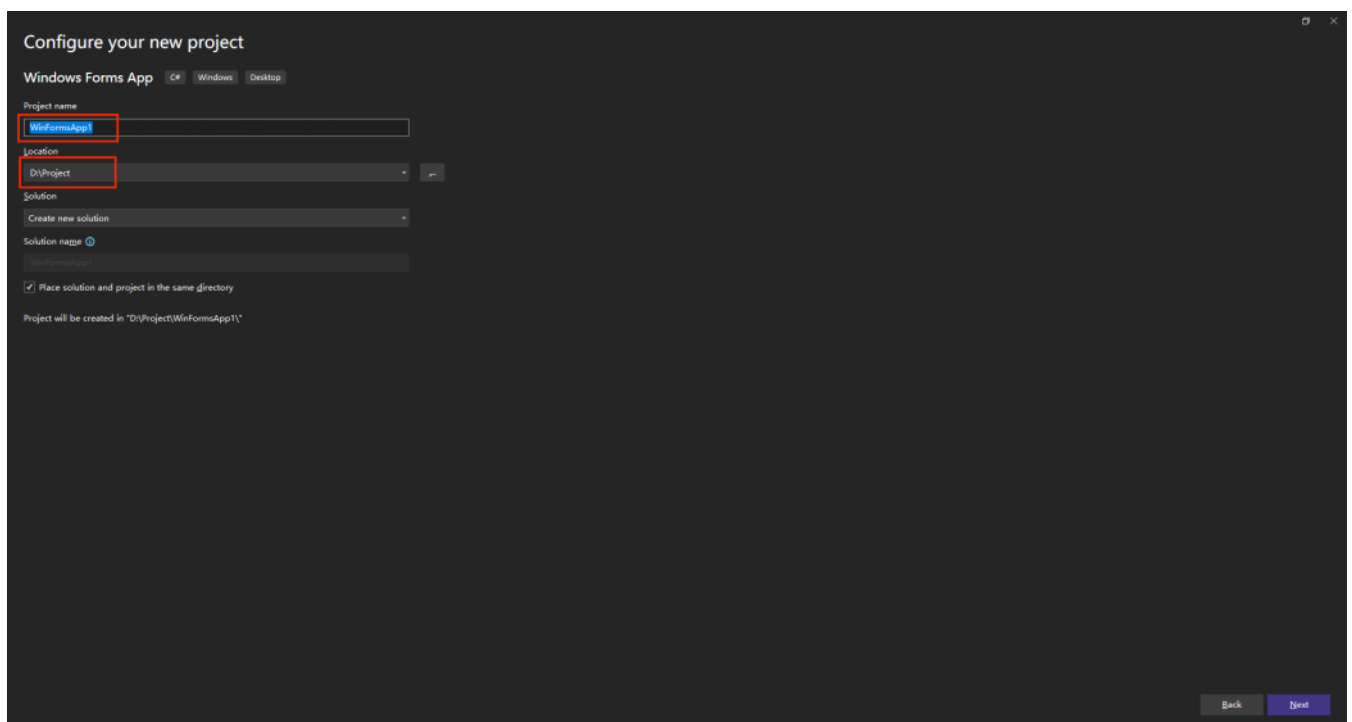 Configure your new project
Windows Forms App C# Windows Desktop
Project name
WinFormsApp1
Location
D:\Project
...
Solution
Create new solution
Solution name
WinFormsApp1
Place solution and project in the same directory
Project will be created in "D:\Project\WinFormsApp1\"
Back Next